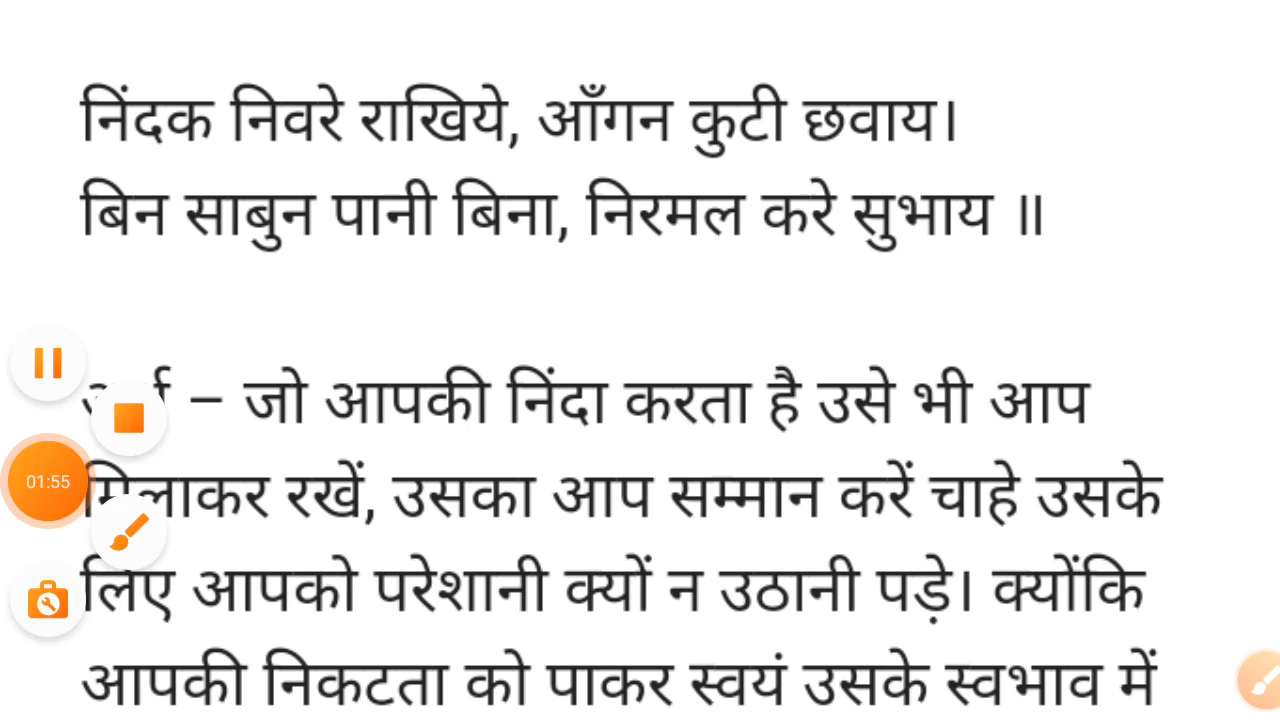 निंदक निवरे राखिये, आँगन कुटी छवाय।
बिन साबुन पानी बिना, निरमल करे सुभाय ॥
– जो आपकी निंदा करता है उसे भी आप
मिलाकर रखें, उसका आप सम्मान करें चाहे उसके
01:55
लिए आपको परेशानी क्यों न उठानी पड़े। क्योंकि
आपकी निकटता को पाकर स्वयं उसके स्वभाव में